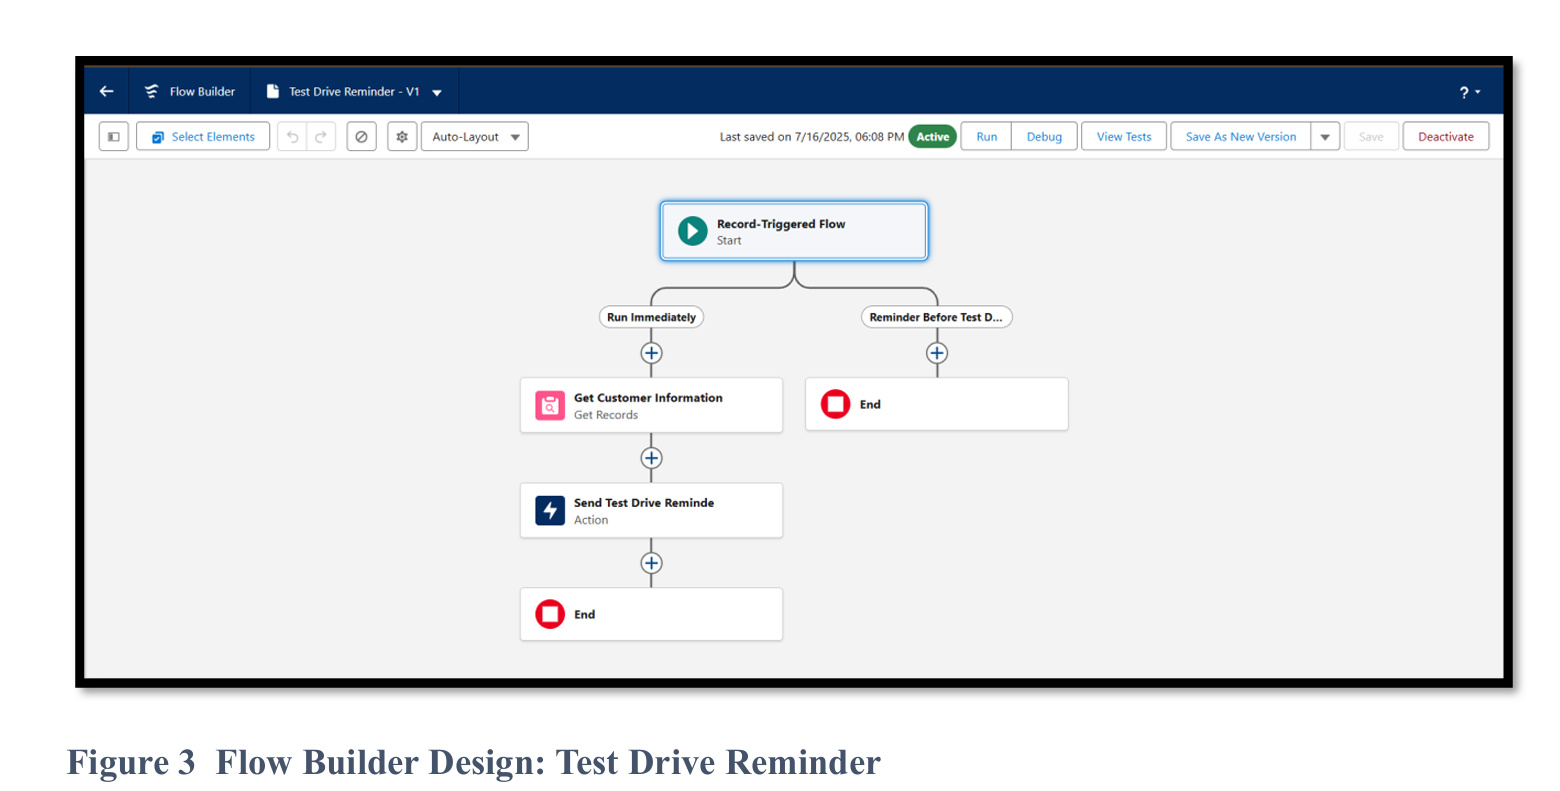 Flow Builder
Test Drive Reminder - V1
?
Select Elements
Auto-Layout
Last saved on 7/16/2025, 06:08 PM
Active
Run
Debug
View Tests
Save As New Version
Save
Deactivate
Record-Triggered Flow
Start
Run Immediately
Reminder Before Test D...
Get Customer Information
Get Records
End
Send Test Drive Reminde
Action
End
Figure 3 Flow Builder Design: Test Drive Reminder